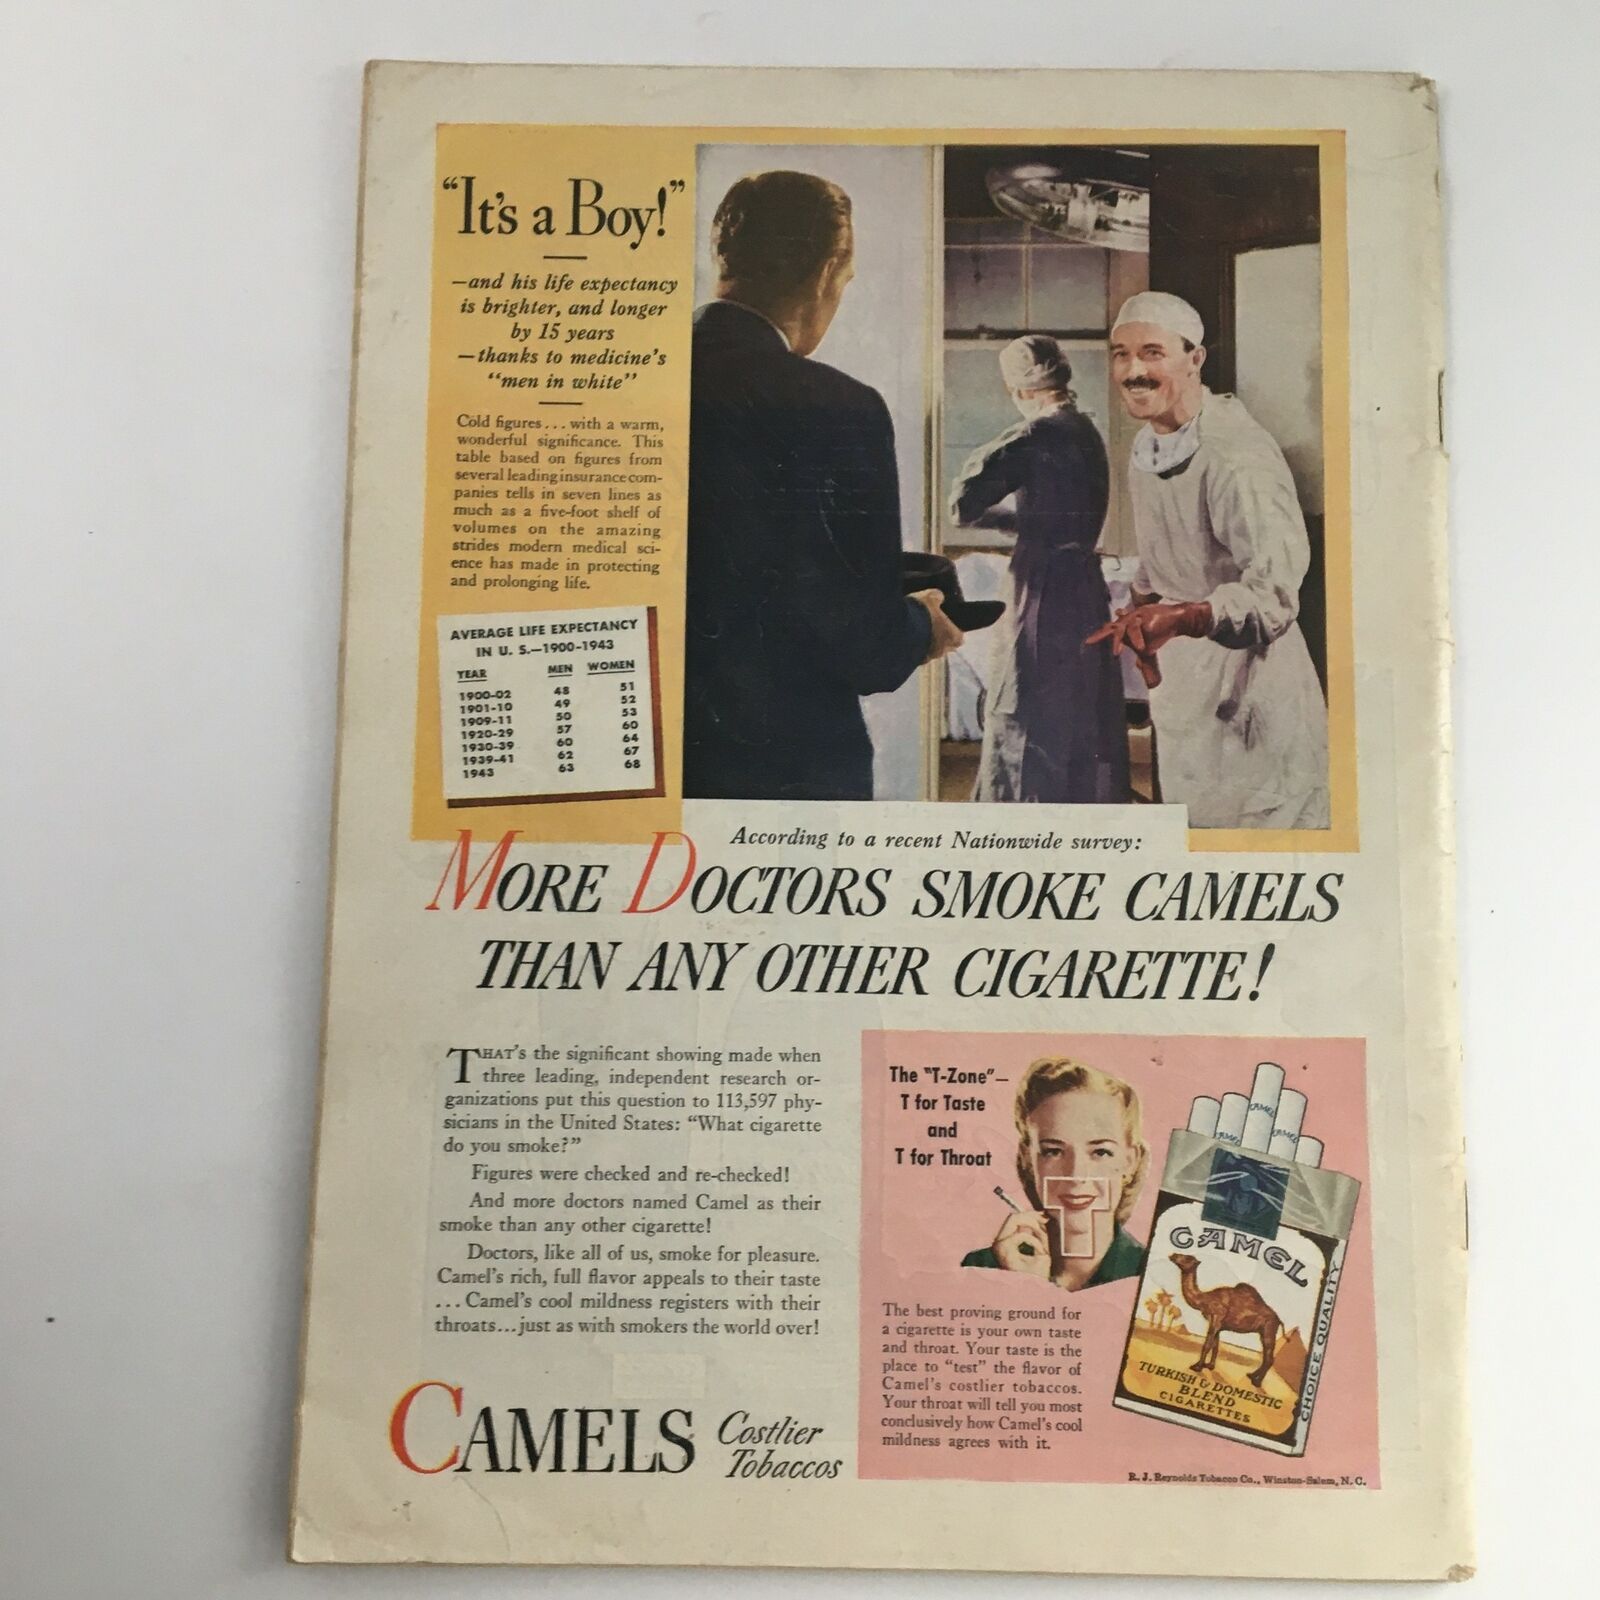 "It's a Boy!"
—and his life expectancy
is brighter, and longer
by 15 years
—thanks to medicine's
"men in white"
Cold figures...with a warm,
wonderful significance. This
table based on figures from
several leading insurance com-
panies tells in seven lines as
much as a five-foot shelf of
volumes on the amazing
strides modern medical sci-
ence has made in protecting
and prolonging life.
AVERAGE LIFE EXPECTANCY
IN U. S.—1900-1943
YEAR MEN WOMEN
1900-02 48 51
1901-10 49 52
1909-11 50 53
1920-29 57 60
1930-39 60 64
1939-41 62 67
1943 63 68
According to a recent Nationwide survey:
MORE DOCTORS SMOKE CAMELS
THAN ANY OTHER CIGARETTE!
THAT'S the significant showing made when
three leading, independent research or-
ganizations put this question to 113,597 phy-
sicians in the United States: "What cigarette
do you smoke?"
Figures were checked and re-checked!
And more doctors named Camel as their
smoke than any other cigarette!
Doctors, like all of us, smoke for pleasure.
Camel's rich, full flavor appeals to their taste
...Camel's cool mildness registers with their
throats...just as with smokers the world over!
CAMELS Costlier
Tobaccos
The "T-Zone"—
T for Taste
and
T for Throat
The best proving ground for
a cigarette is your own taste
and throat. Your taste is the
place to "test" the flavor of
Camel's costlier tobaccos.
Your throat will tell you most
conclusively how Camel's cool
mildness agrees with it.
CAMEL
CAMEL
CAMEL
CAMEL
TURKISH & DOMESTIC
BLEND
CIGARETTES
CHOICE QUALITY
R. J. Reynolds Tobacco Co., Winston-Salem, N. C.